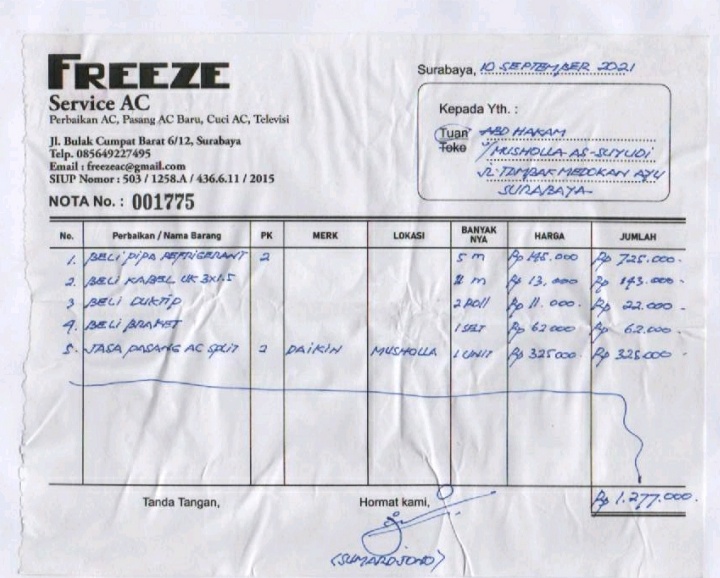 FREEZE
Service AC
Perbaikan AC, Pasang AC Baru, Cuci AC, Televisi
Jl. Bulak Cumpat Barat 6/12, Surabaya
Telp. 085649227495
Email : freezeac@gmail.com
SIUP Nomor : 503 / 1258.A / 436.6.11 / 2015
NOTA No. : 001775
Surabaya, 10 SEPTEMBER 2021
Kepada Yth. :
Tuan ABD HAKAM
Toko MUSHOLLA AS-SUYUDI
JL. TAMBAK MEDOKAN AYU
SURABAYA
No. Perbaikan / Nama Barang PK MERK LOKASI BANYAK NYA HARGA JUMLAH
1. BELI PIPA REFRIGERANT 2 5 m Rp 145.000 Rp 725.000.-
2. BELI KABEL UK 3x1.5 11 m Rp 13.000 Rp 143.000 -
3 BELI DUKTIP 2 Roll Rp 11.000. Rp 22.000 -
4. BELI BRAKET 1 SET Rp 62000 Rp 62.000 -
5. JASA PASANG AC SPLIT 2 DAIKIN MUSHOLLA 1 UNIT Rp 325000 Rp 325.000 -
Rp 1.277.000.
Tanda Tangan, Hormat kami,
(SUMARDJONO)